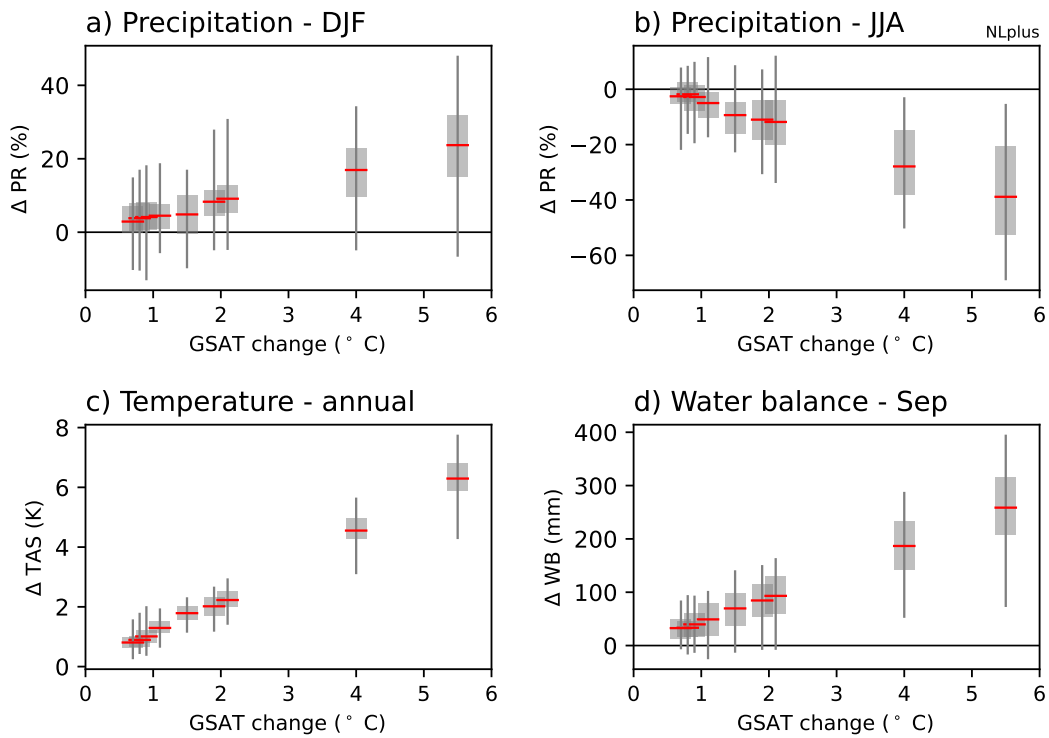 a) Precipitation - DJF
Δ PR (%)
40
20
0
0 1 2 3 4 5 6
GSAT change (° C)
b) Precipitation - JJA
NLplus
Δ PR (%)
0
−20
−40
−60
0 1 2 3 4 5 6
GSAT change (° C)
c) Temperature - annual
Δ TAS (K)
8
6
4
2
0
0 1 2 3 4 5 6
GSAT change (° C)
d) Water balance - Sep
Δ WB (mm)
400
300
200
100
0
0 1 2 3 4 5 6
GSAT change (° C)